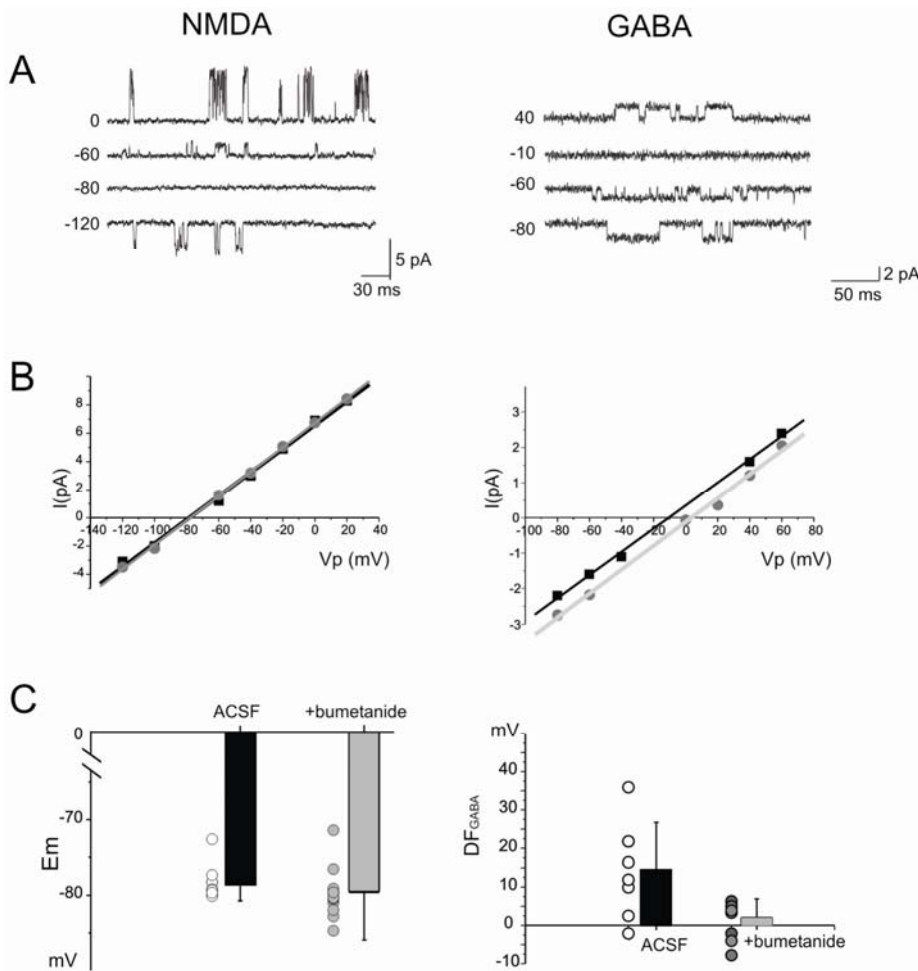 NMDA GABA
A
0
-60
-80
-120
5 pA
30 ms
40
-10
-60
-80
2 pA
50 ms
B
I(pA)
8
6
4
2
0
-2
-4
-140 -120 -100 -80 -60 -40 -20 0 20 40
Vp (mV)
I(pA)
3
2
1
0
-1
-2
-3
-100 -80 -60 -40 -20 0 20 40 60 80
Vp (mV)
C
ACSF +bumetanide
0
-70
-80
mV
Em
mV
50
40
30
20
10
0
-10
DFGABA
ACSF +bumetanide